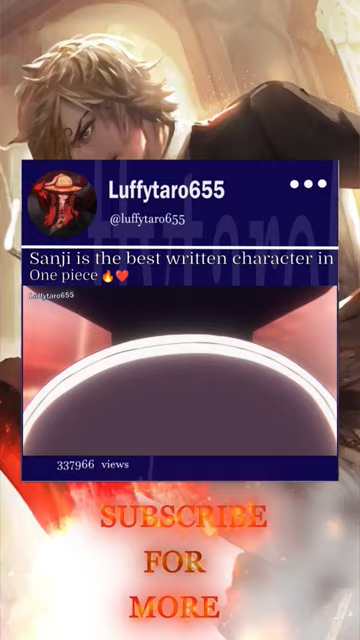 Luffytaro655
@luffytaro655
Sanji is the best written character in
One piece 🔥❤️
Luffytaro655
337966 views
SUBSCRIBE
FOR
MORE